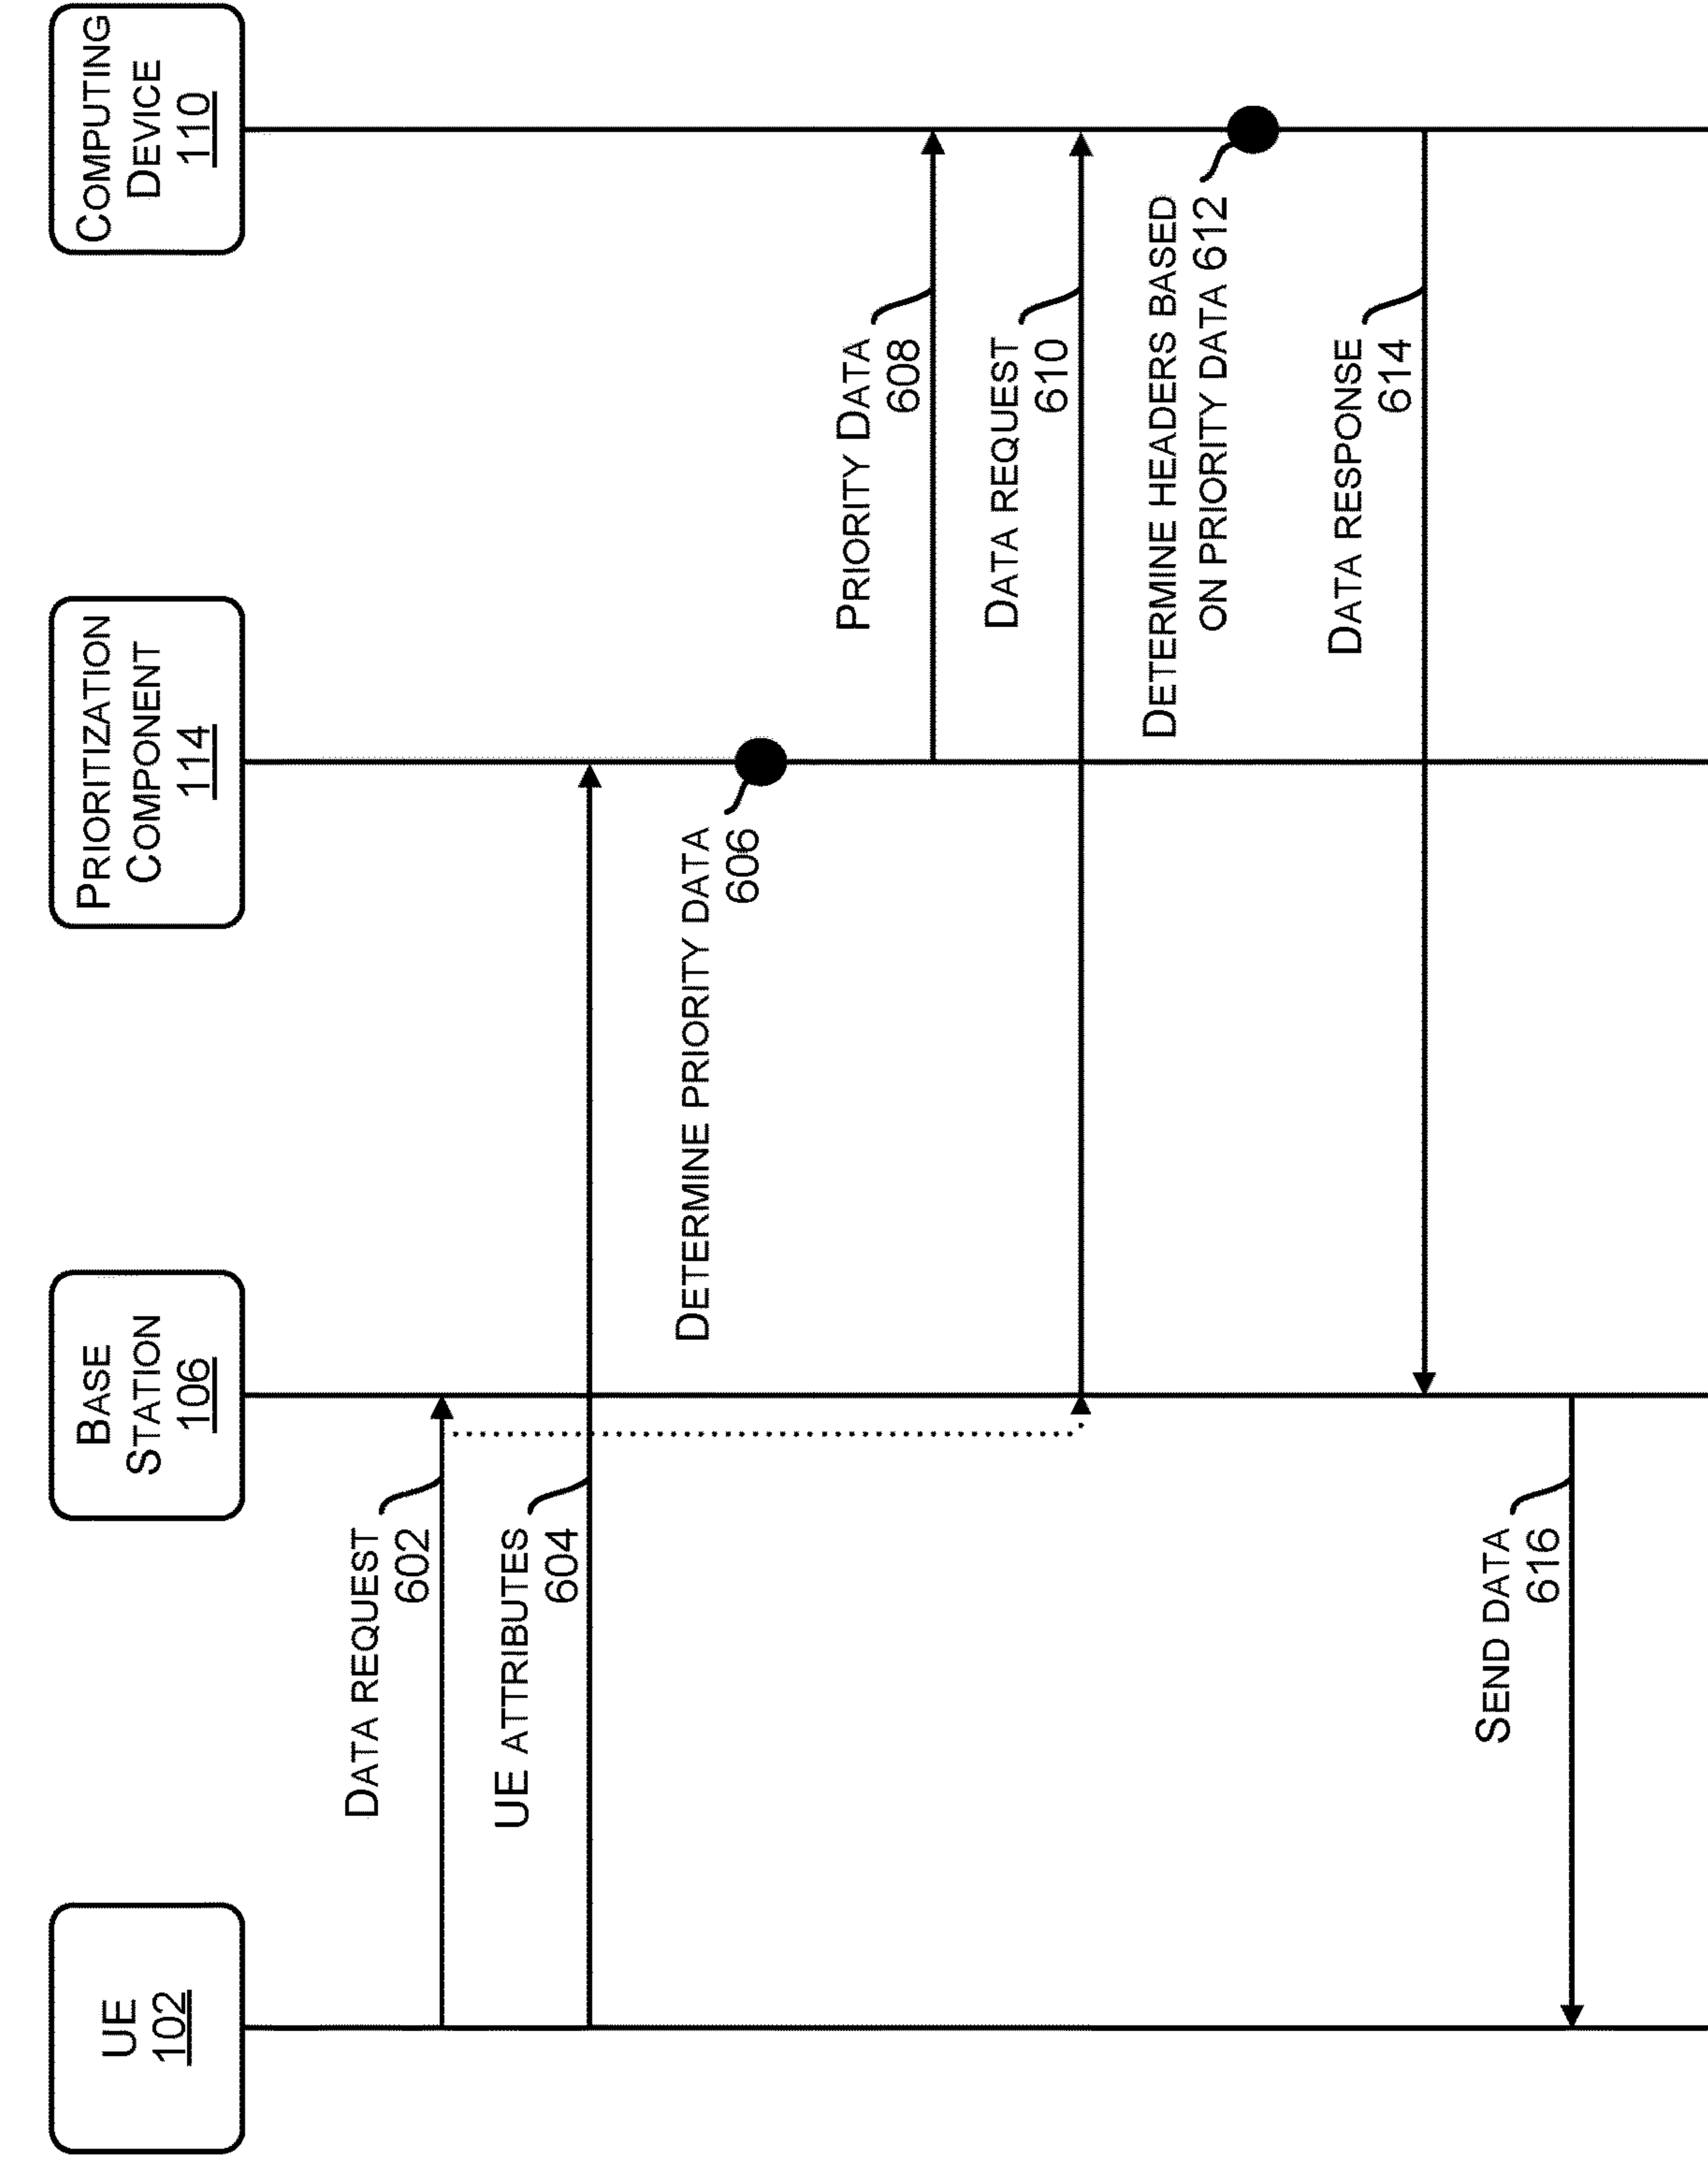 UE
102
BASE
STATION
106
PRIORITIZATION
COMPONENT
114
COMPUTING
DEVICE
110
DATA REQUEST
602
UE ATTRIBUTES
604
DETERMINE PRIORITY DATA
606
PRIORITY DATA
608
DATA REQUEST
610
DETERMINE HEADERS BASED
ON PRIORITY DATA 612
DATA RESPONSE
614
SEND DATA
616